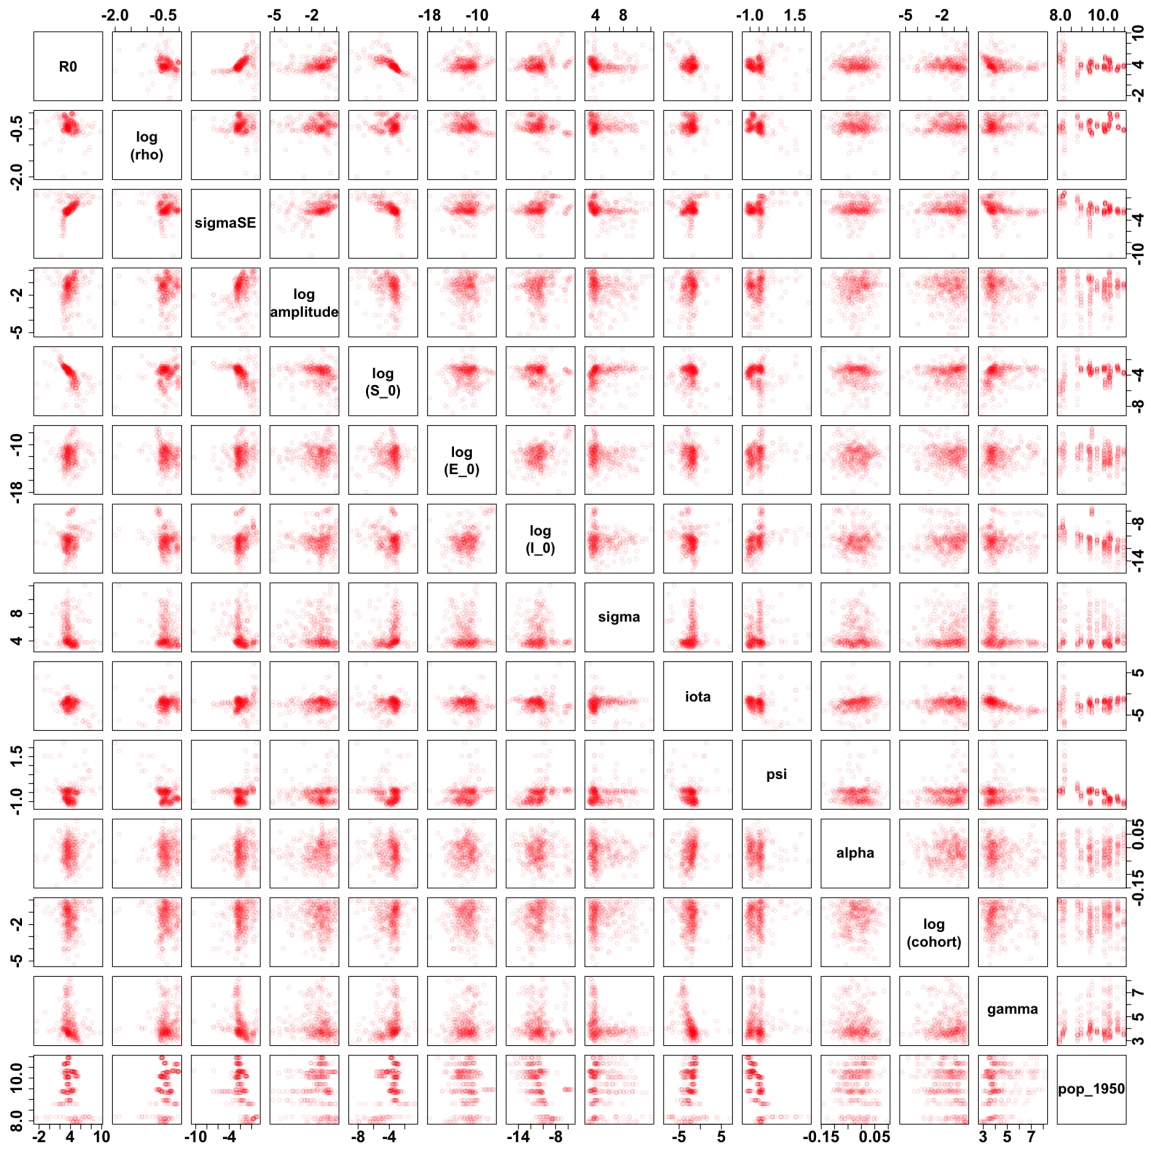 -2.0 -0.5 -5 -2 -18 -10 4 8 -1.0 1.5 -5 -2 8.0 10.0
R0
-2 4 10
log
(rho)
-2.0 -0.5
sigmaSE
-10 -4
log
amplitude
-5 -2
log
(S_0)
-8 -4
log
(E_0)
-18 -10
log
(I_0)
-14 -8
sigma
4 8
iota
-5 5
psi
-1.0 1.5
alpha
-0.15 0.05
log
(cohort)
-5 -2
gamma
3 5 7
pop_1950
8.0 10.0
-2 4 10 -10 -4 -8 -4 -14 -8 -5 5 -0.15 0.05 3 5 7